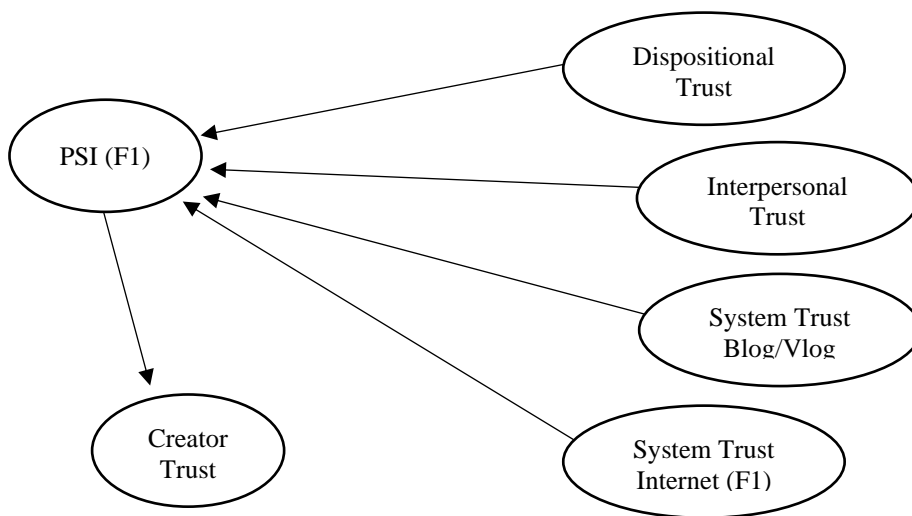 Dispositional
Trust
PSI (F1)
Interpersonal
Trust
System Trust
Blog/Vlog
Creator
Trust
System Trust
Internet (F1)